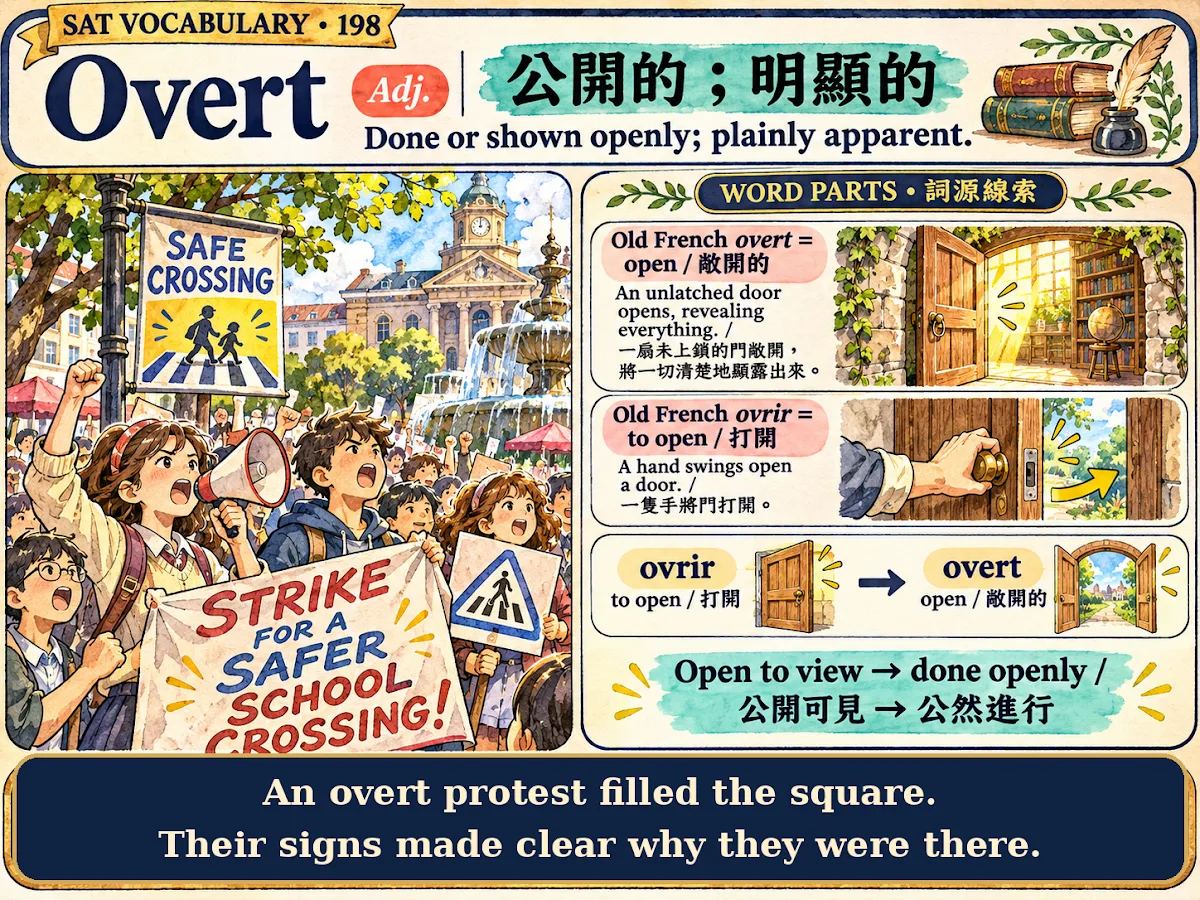 SAT VOCABULARY • 198
Overt
Adj.
公開的；明顯的
Done or shown openly; plainly apparent.
SAFE
CROSSING
STRIKE
FOR A
SAFER
SCHOOL
CROSSING!
WORD PARTS • 詞源線索
Old French overt =
open / 敞開的
An unlatched door
opens, revealing
everything. /
一扇未上鎖的門敞開，
將一切清楚地顯露出來。
Old French ovrir =
to open / 打開
A hand swings open
a door. /
一隻手將門打開。
ovrir
to open / 打開
overt
open / 敞開的
Open to view → done openly /
公開可見 → 公然進行
An overt protest filled the square.
Their signs made clear why they were there.